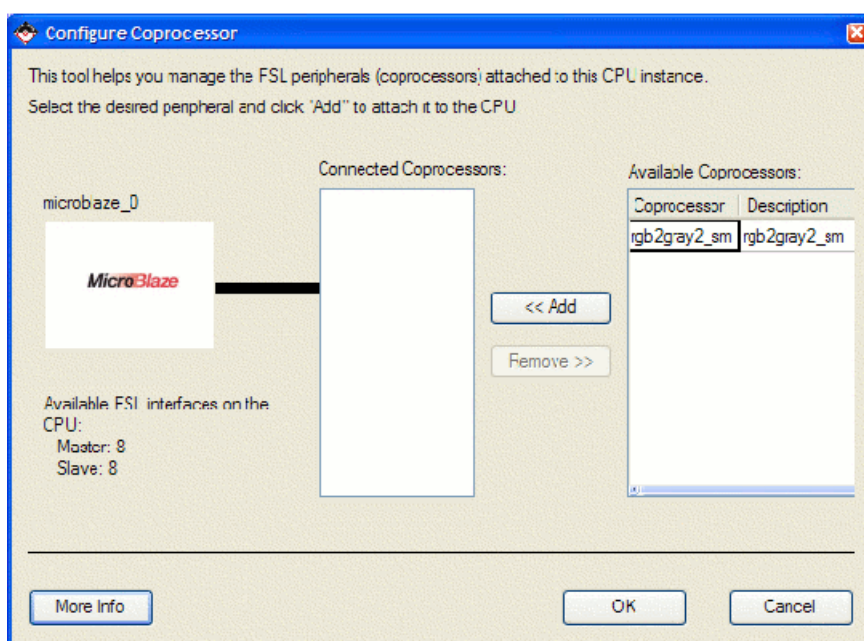 Configure Coprocessor
This tool helps you manage the FSL peripherals (coprocessors) attached to this CPU instance.
Select the desired peripheral and click "Add" to attach it to the CPU
Connected Coprocessors:
Available Coprocessors:
microblaze_0
Coprocessor Description
rgb2gray2_sm rgb2gray2_sm
MicroBlaze
<< Add
Remove >>
Available FSL interfaces on the
CPU:
Master: 8
Slave: 8
More Info
OK
Cancel